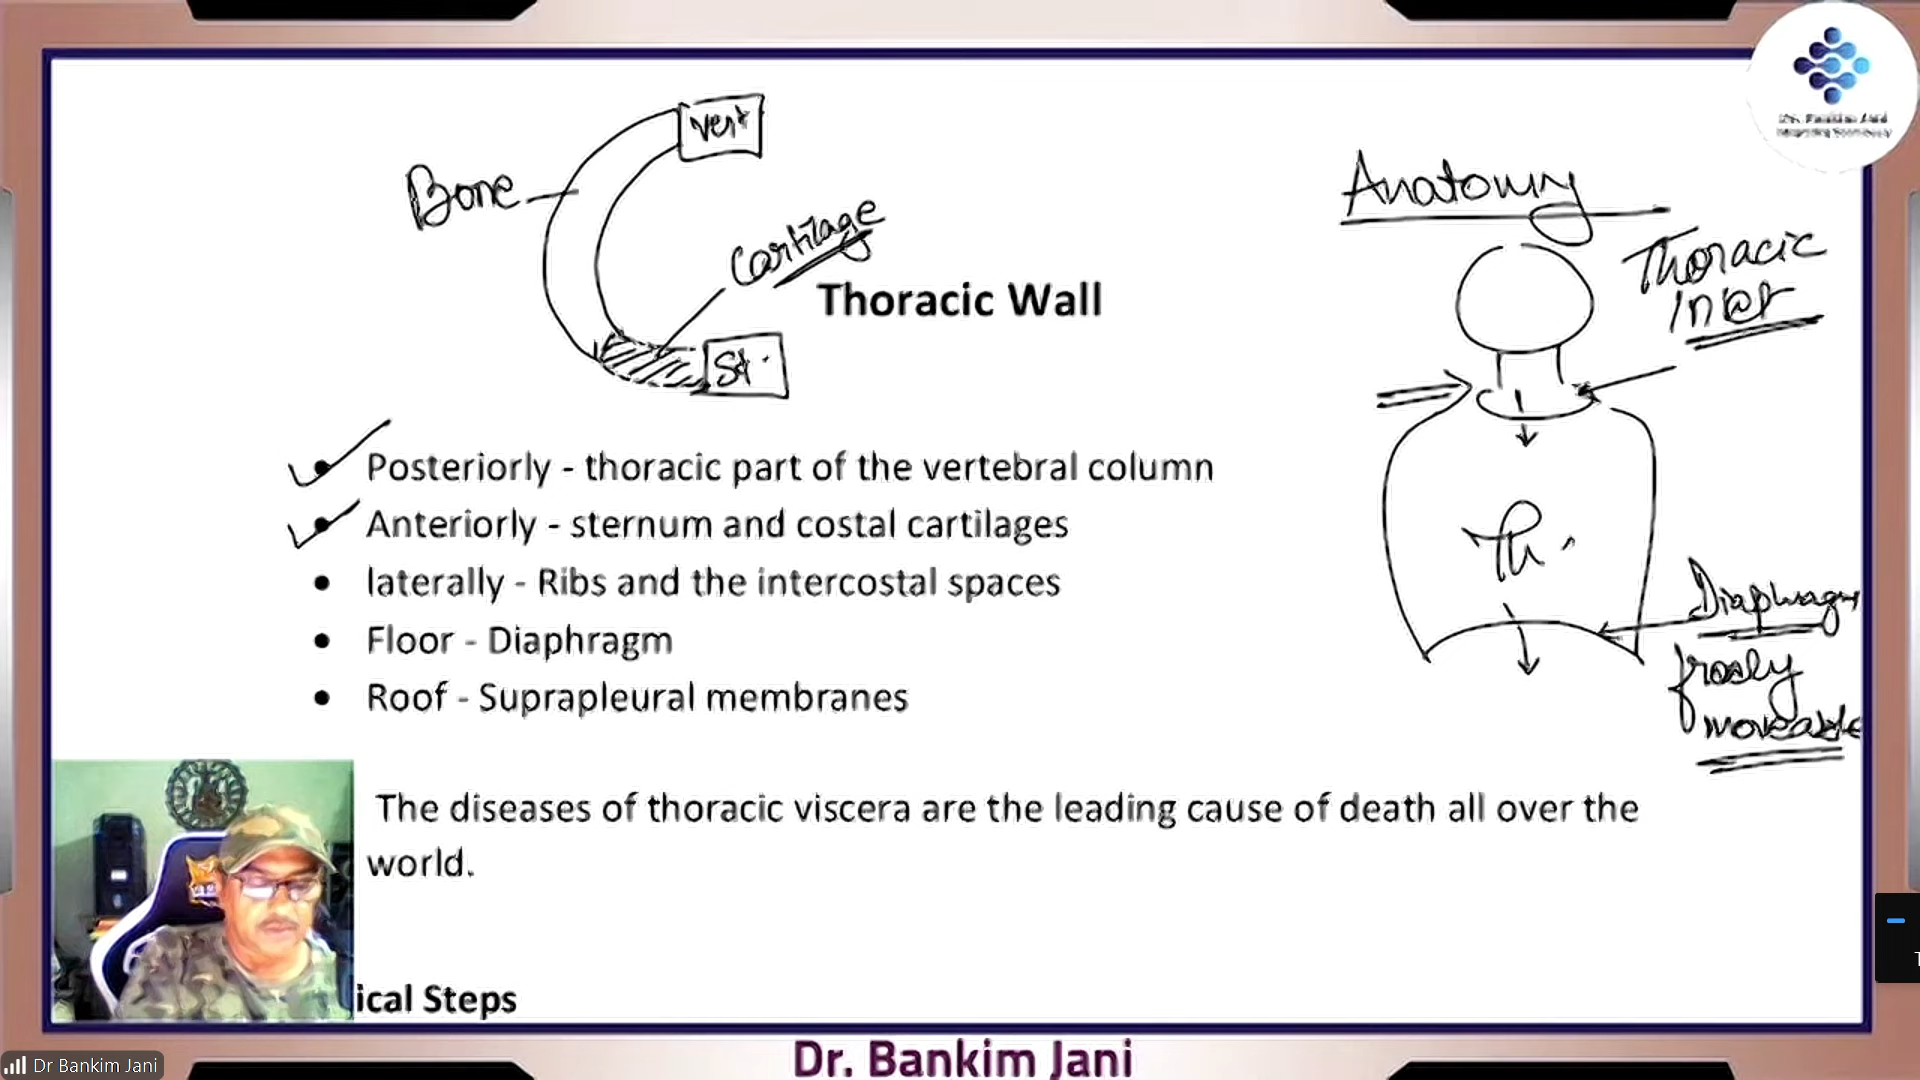 Vert
Bone
Cartilage
St.
Anatomy
Thoracic
Inlet
Thoracic Wall
Posteriorly - thoracic part of the vertebral column
Anteriorly - sternum and costal cartilages
laterally - Ribs and the intercostal spaces
Floor - Diaphragm
Roof - Suprapleural membranes
Th.
Diaphragm
moveable
The diseases of thoracic viscera are the leading cause of death all over the
world.
ical Steps
Dr. Bankim Jani
Dr Bankim Jani